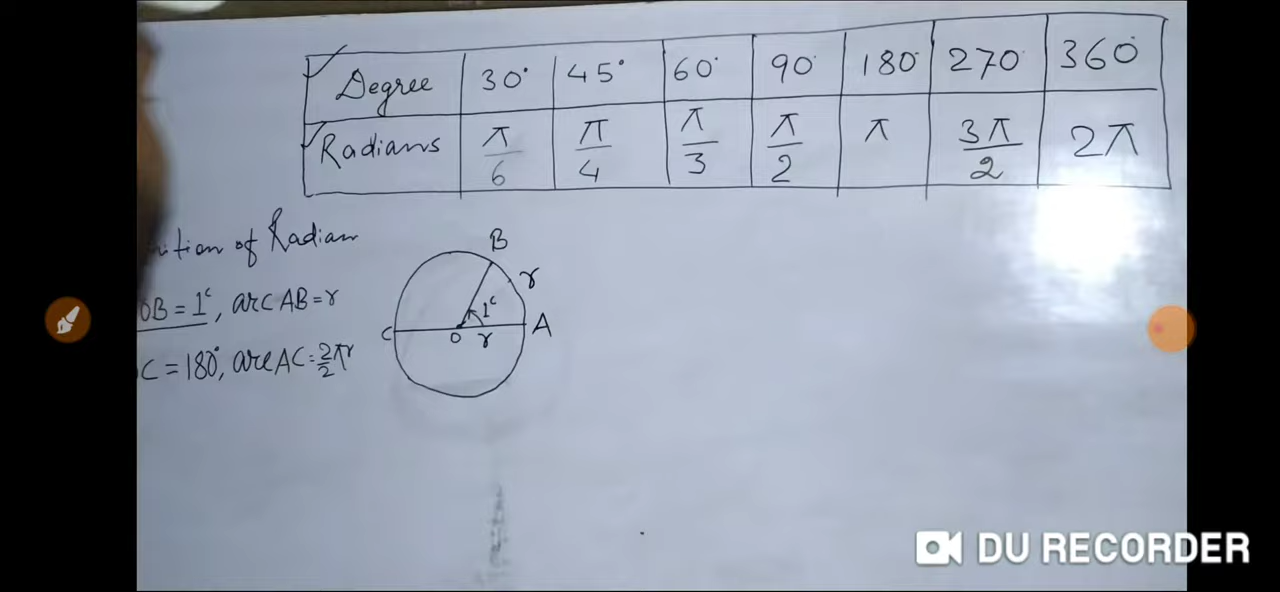 Degree 30° 45° 60° 90° 180° 270° 360°
Radians π/6 π/4 π/3 π/2 π 3π/2 2π
ition of Radian
OB = 1ᶜ, arc AB = r
C = 180°, arc AC = 2/2 πr
B
r
1ᶜ
C O r A
DU RECORDER